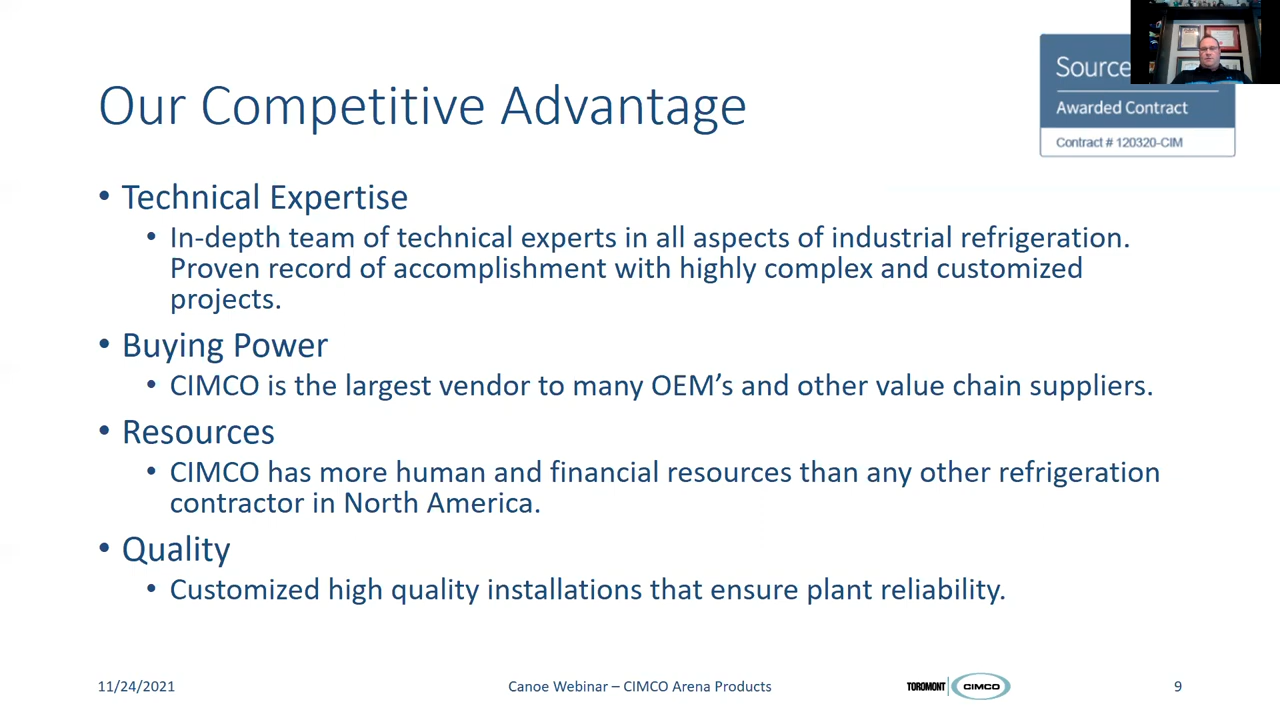 Source
Awarded Contract
Contract # 120320-CIM
Our Competitive Advantage
• Technical Expertise
• In-depth team of technical experts in all aspects of industrial refrigeration.
Proven record of accomplishment with highly complex and customized
projects.
• Buying Power
• CIMCO is the largest vendor to many OEM’s and other value chain suppliers.
• Resources
• CIMCO has more human and financial resources than any other refrigeration
contractor in North America.
• Quality
• Customized high quality installations that ensure plant reliability.
11/24/2021
Canoe Webinar – CIMCO Arena Products
TOROMONT CIMCO
9